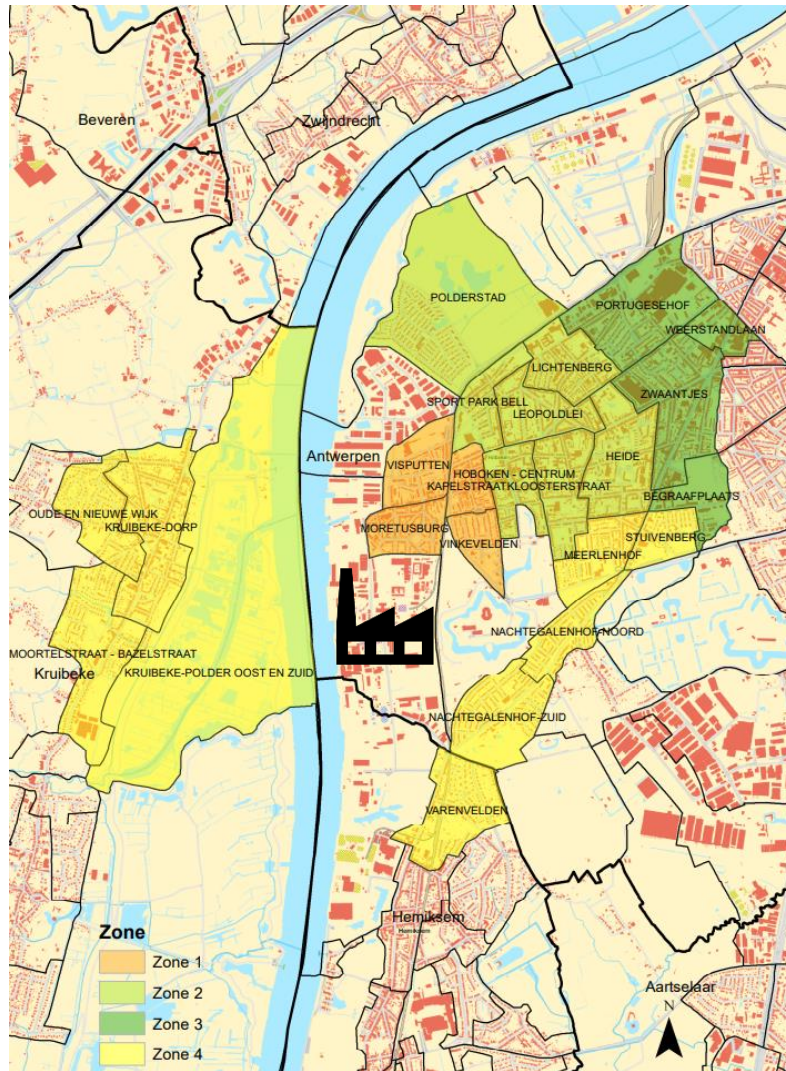 Beveren
Zwijndrecht
POLDERSTAD
PORTUGESEHOF
WEERSTANDLAAN
LICHTENBERG
ZWAANTJES
SPORT PARK BELL
LEOPOLDLEI
Antwerpen
VISPUTTEN
HOBOKEN - CENTRUM
HEIDE
KAPELSTRAATKLOOSTERSTRAAT
BEGRAAFPLAATS
OUDE EN NIEUWE WIJK
KRUIBEKE-DORP
MORETUSBURG
VINKEVELDEN
STUIVENBERG
MEERLENHOF
NACHTEGALENHOF-NOORD
MOORTELSTRAAT - BAZELSTRAAT
Kruibeke
KRUIBEKE-POLDER OOST EN ZUID
NACHTEGALENHOF-ZUID
VARENVELDEN
Hemiksem
Hemiksem
Zone
Zone 1
Zone 2
Zone 3
Zone 4
Aartselaar
N